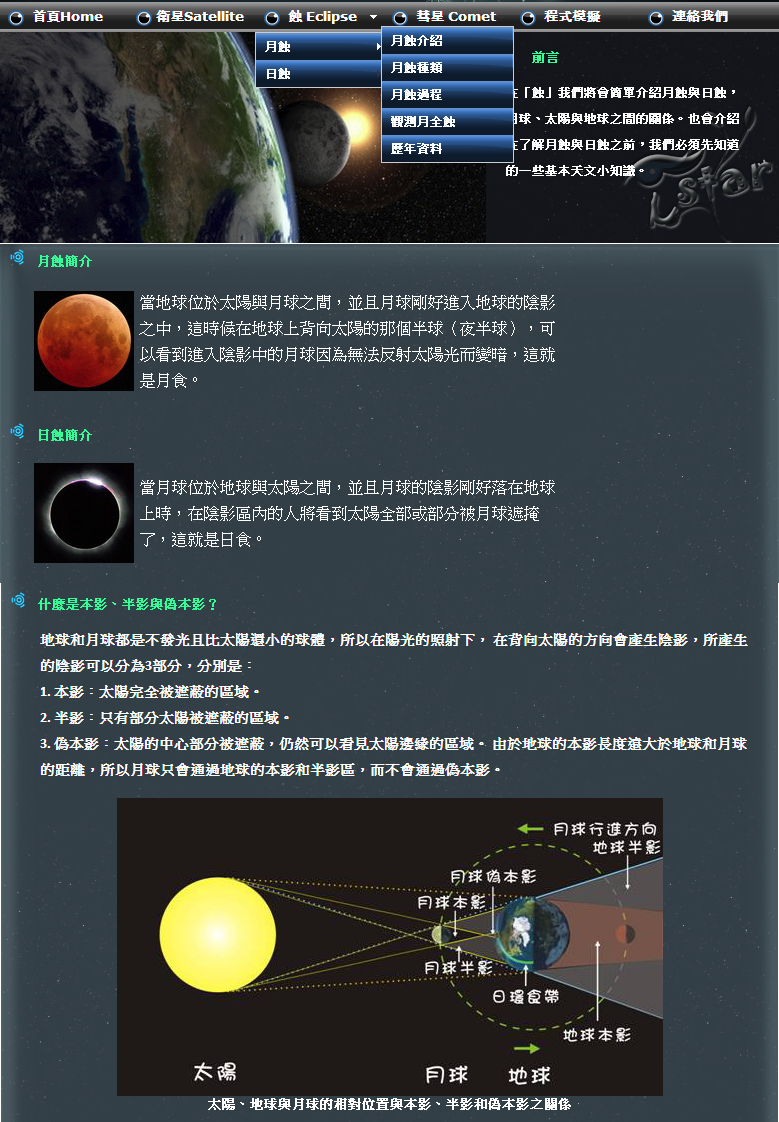 首頁Home 衛星Satellite 蝕 Eclipse 彗星 Comet 程式模擬 連絡我們
月蝕
日蝕
月蝕介紹
月蝕種類
月蝕過程
觀測月全蝕
歷年資料
前言
在「蝕」我們將會簡單介紹月蝕與日蝕，
月球、太陽與地球之間的關係。也會介紹
在了解月蝕與日蝕之前，我們必須先知道
的一些基本天文小知識。
star
月蝕簡介
當地球位於太陽與月球之間，並且月球剛好進入地球的陰影
之中，這時候在地球上背向太陽的那個半球（夜半球），可
以看到進入陰影中的月球因為無法反射太陽光而變暗，這就
是月食。
日蝕簡介
當月球位於地球與太陽之間，並且月球的陰影剛好落在地球
上時，在陰影區內的人將看到太陽全部或部分被月球遮掩
了，這就是日食。
什麼是本影、半影與偽本影？
地球和月球都是不發光且比太陽還小的球體，所以在陽光的照射下， 在背向太陽的方向會產生陰影，所產生
的陰影可以分為3部分，分別是：
1. 本影：太陽完全被遮蔽的區域。
2. 半影：只有部分太陽被遮蔽的區域。
3. 偽本影：太陽的中心部分被遮蔽，仍然可以看見太陽邊緣的區域。 由於地球的本影長度遠大於地球和月球
的距離，所以月球只會通過地球的本影和半影區，而不會通過偽本影。
月球行進方向
地球半影
月球偽本影
月球本影
月球半影
日環食帶
地球本影
太陽 月球 地球
太陽、地球與月球的相對位置與本影、半影和偽本影之關係